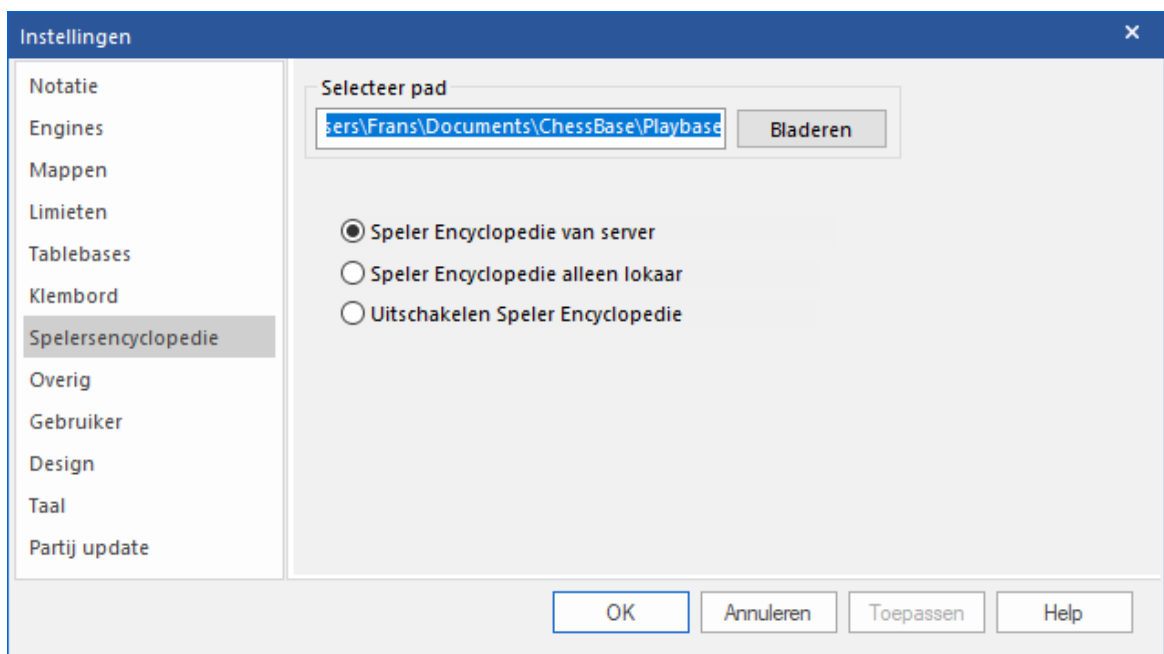 Instellingen
Notatie
Engines
Mappen
Limieten
Tablebases
Klembord
Spelersencyclopedie
Overig
Gebruiker
Design
Taal
Partij update
Selecteer pad
sers\Frans\Documents\ChessBase\Playbase
Bladeren
Speler Encyclopedie van server
Speler Encyclopedie alleen lokaar
Uitschakelen Speler Encyclopedie
OK
Annuleren
Toepassen
Help